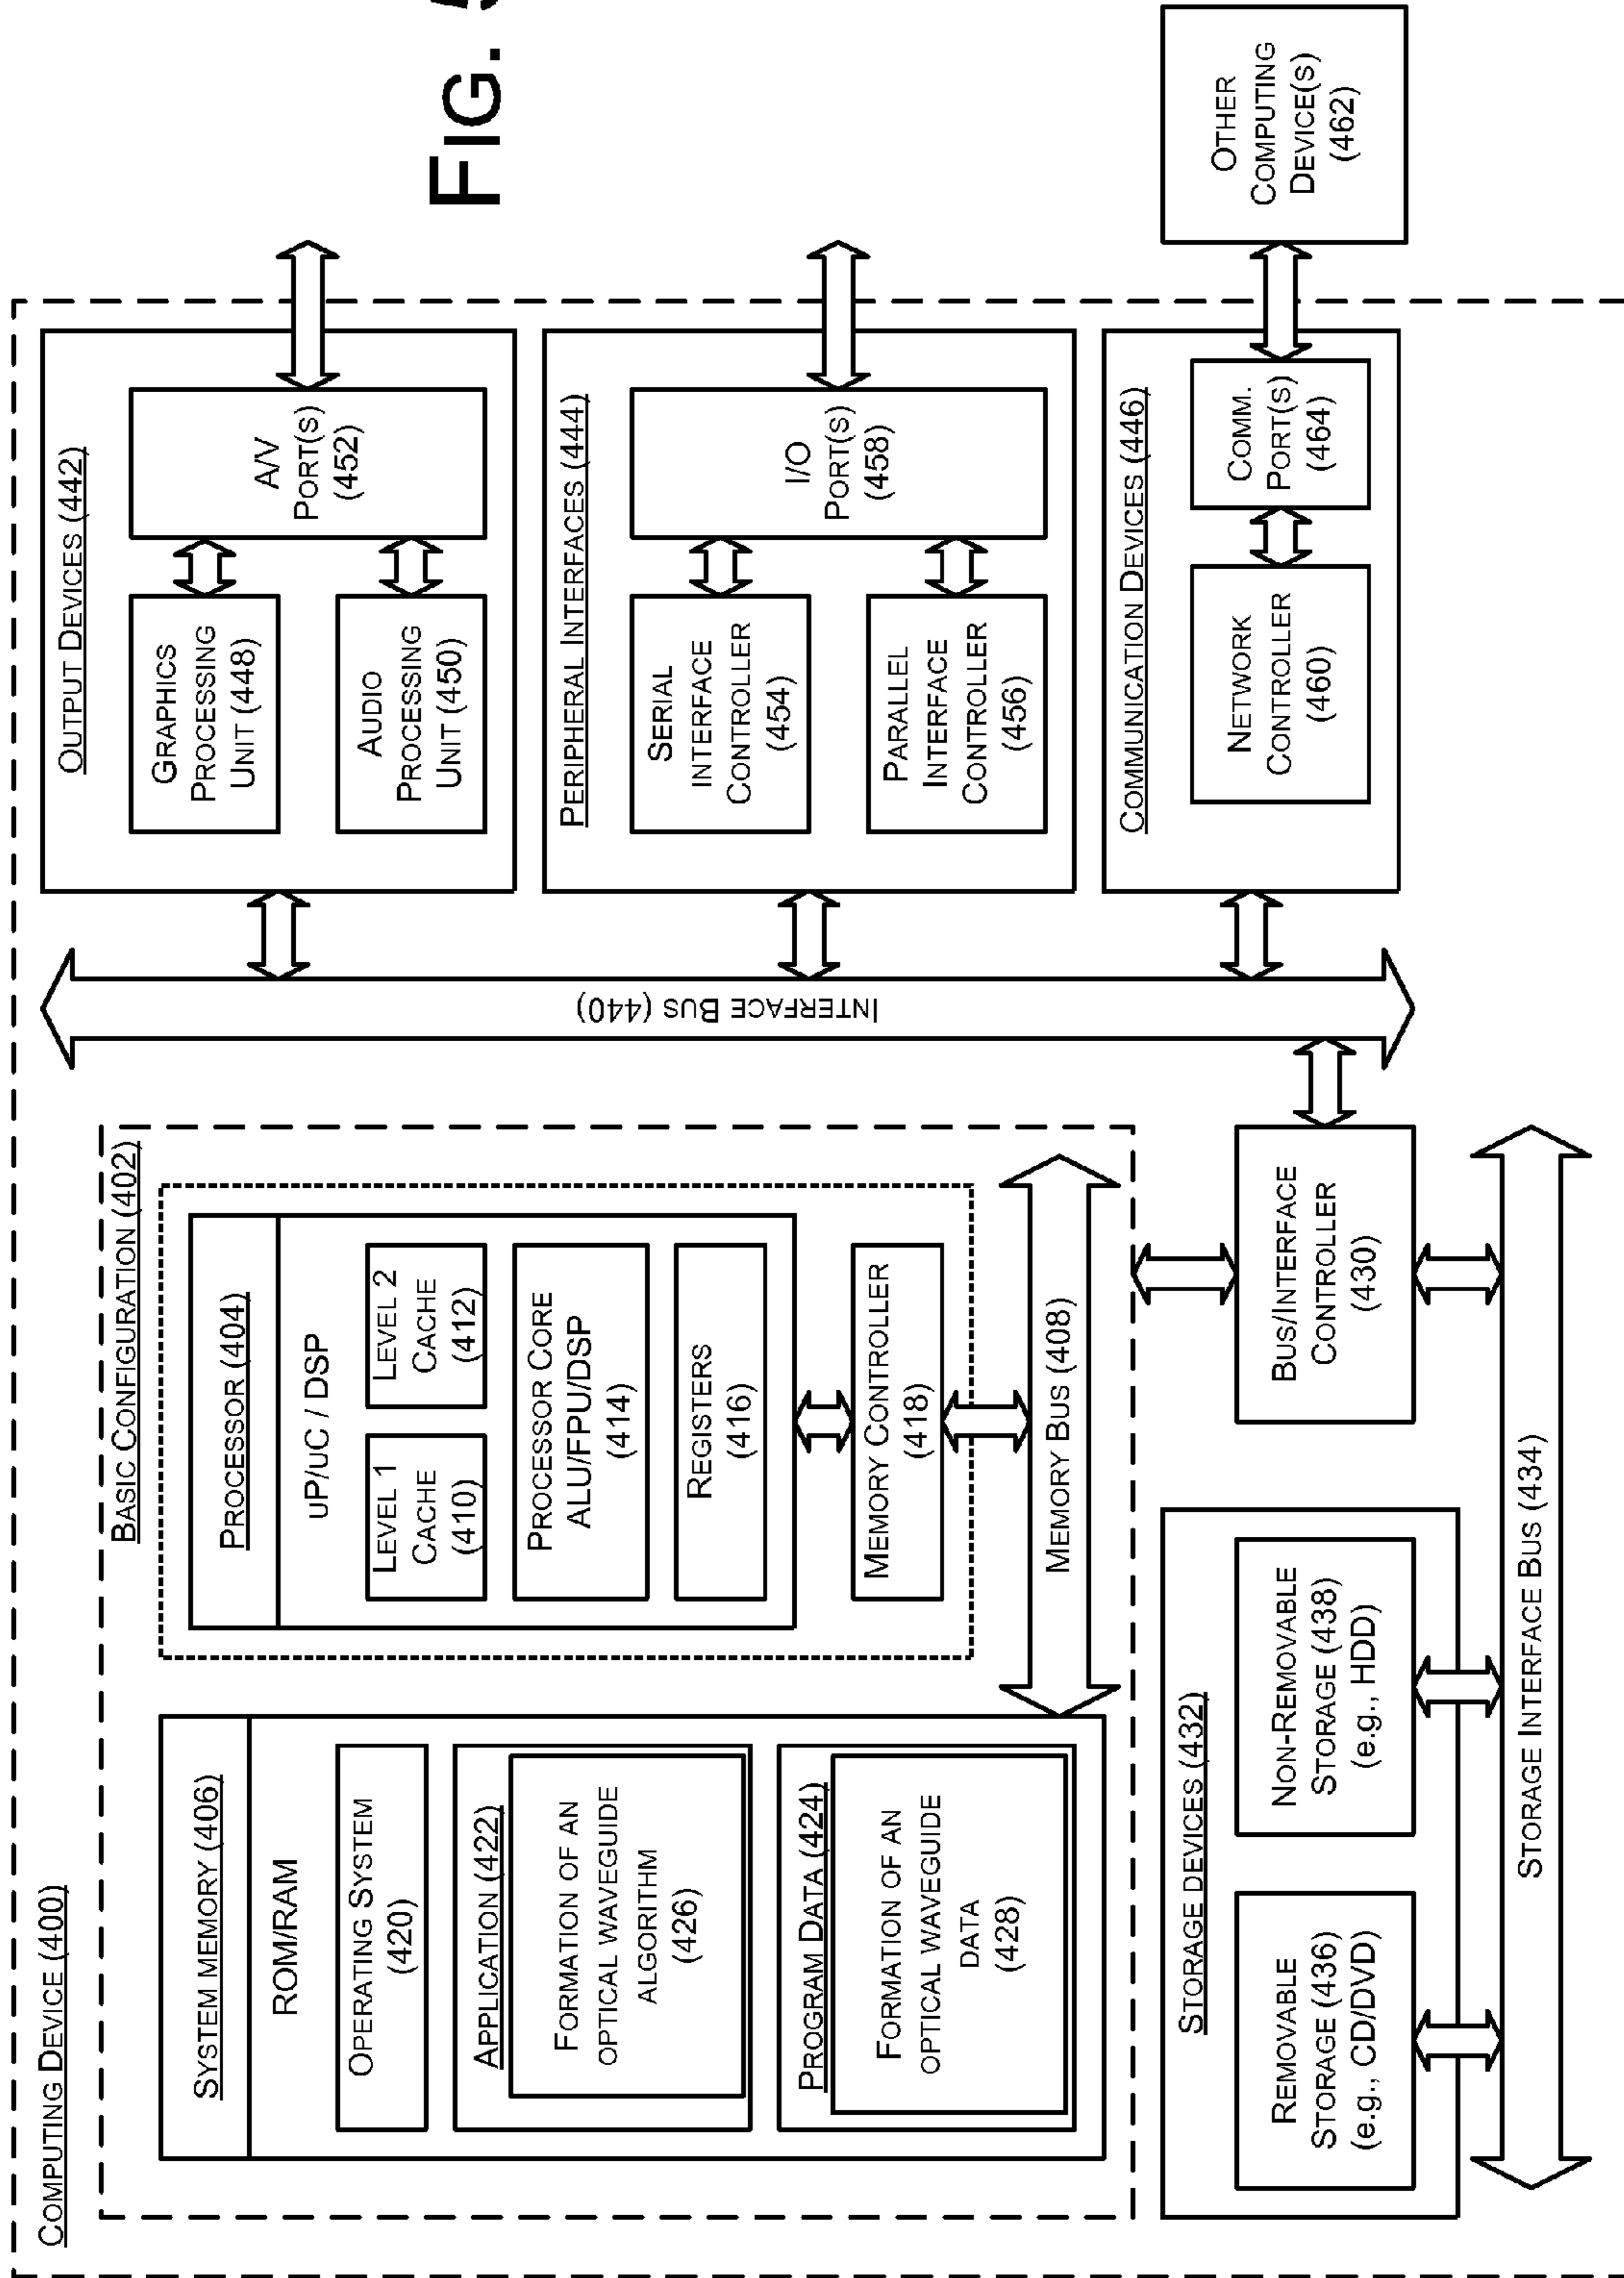 COMPUTING DEVICE (400)
BASIC CONFIGURATION (402)
SYSTEM MEMORY (406)
ROM/RAM
OPERATING SYSTEM
(420)
APPLICATION (422)
FORMATION OF AN
OPTICAL WAVEGUIDE
ALGORITHM
(426)
PROGRAM DATA (424)
FORMATION OF AN
OPTICAL WAVEGUIDE
DATA
(428)
PROCESSOR (404)
uP/uC / DSP
LEVEL 1
CACHE
(410)
LEVEL 2
CACHE
(412)
PROCESSOR CORE
ALU/FPU/DSP
(414)
REGISTERS
(416)
MEMORY CONTROLLER
(418)
MEMORY BUS (408)
BUS/INTERFACE
CONTROLLER
(430)
STORAGE DEVICES (432)
REMOVABLE
STORAGE (436)
(e.g., CD/DVD)
NON-REMOVABLE
STORAGE (438)
(e.g., HDD)
STORAGE INTERFACE BUS (434)
INTERFACE BUS (440)
OUTPUT DEVICES (442)
GRAPHICS
PROCESSING
UNIT (448)
AUDIO
PROCESSING
UNIT (450)
A/V
PORT(S)
(452)
PERIPHERAL INTERFACES (444)
SERIAL
INTERFACE
CONTROLLER
(454)
PARALLEL
INTERFACE
CONTROLLER
(456)
I/O
PORT(S)
(458)
COMMUNICATION DEVICES (446)
NETWORK
CONTROLLER
(460)
COMM.
PORT(S)
(464)
OTHER
COMPUTING
DEVICE(S)
(462)
FIG.